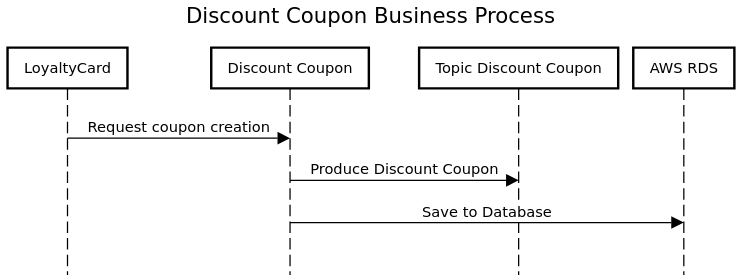 Discount Coupon Business Process
LoyaltyCard
Discount Coupon
Topic Discount Coupon
AWS RDS
Request coupon creation
Produce Discount Coupon
Save to Database